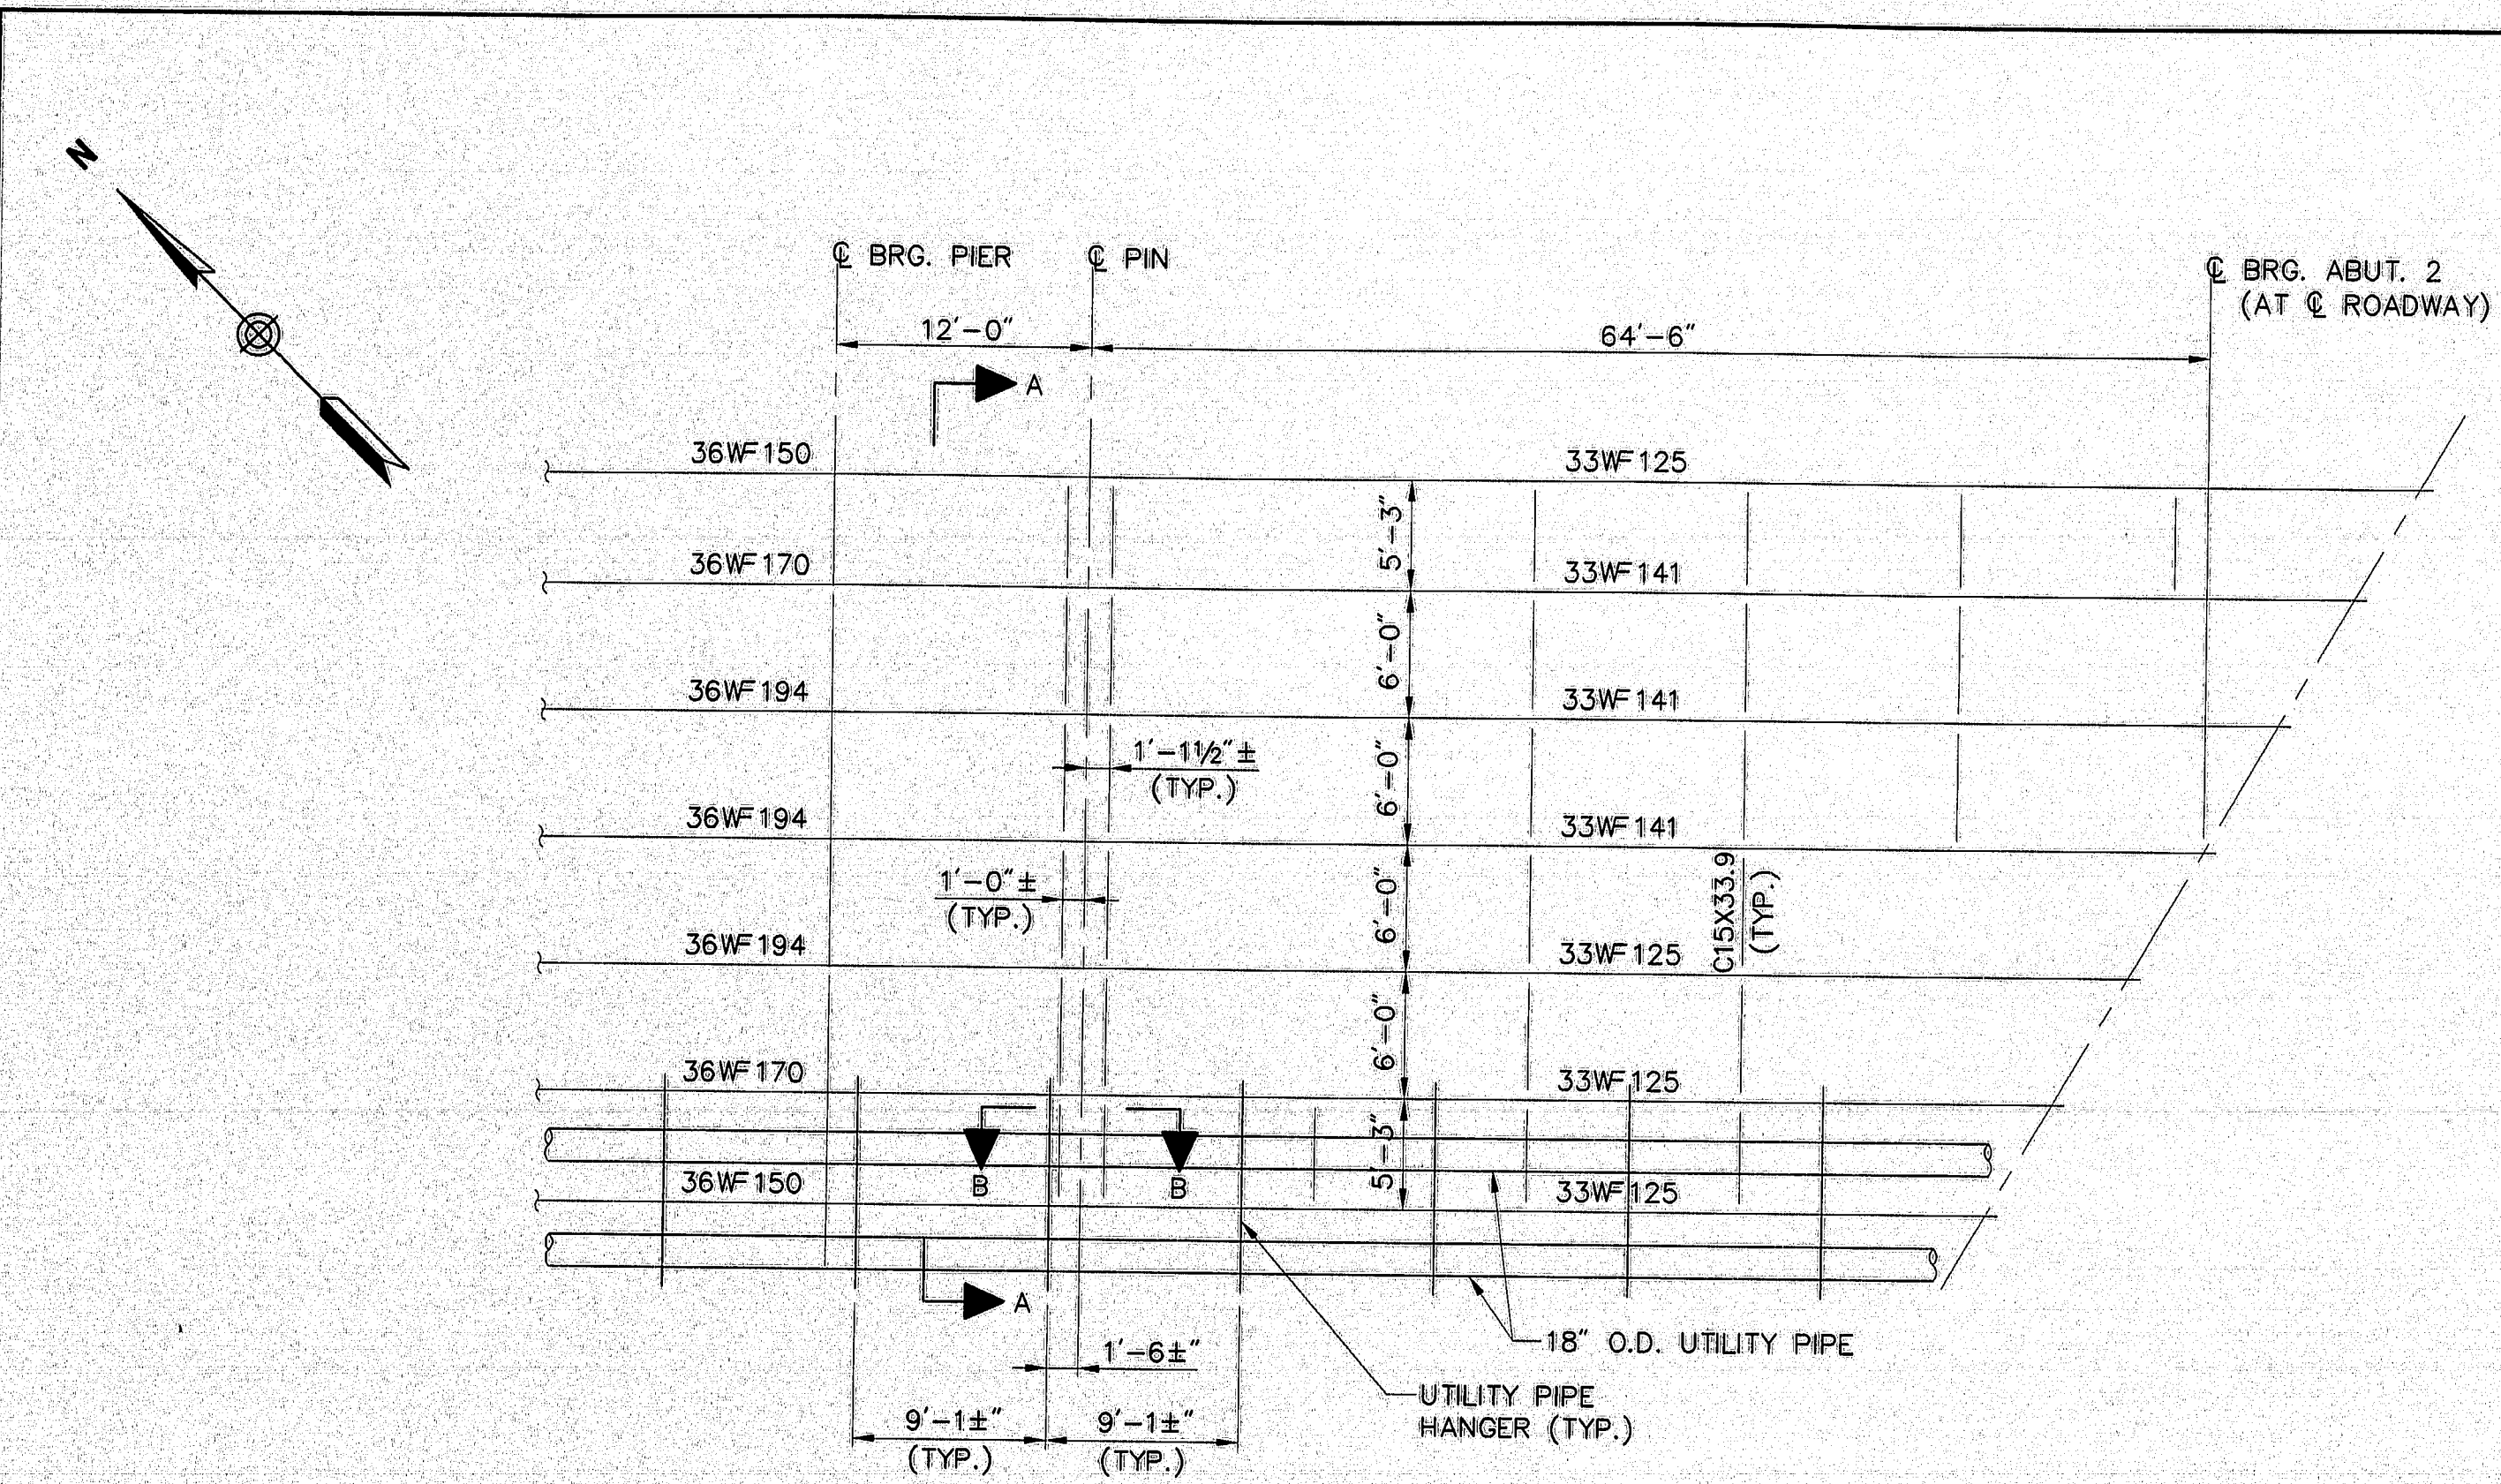 N
℄ BRG. PIER
℄ PIN
℄ BRG. ABUT. 2
(AT ℄ ROADWAY)
12'-0"
64'-6"
A
36WF150
33WF125
5'-3"
36WF170
33WF141
6'-0"
36WF194
33WF141
1'-1½"±
(TYP.)
6'-0"
36WF194
33WF141
1'-0"±
(TYP.)
6'-0"
C15X33.9
(TYP.)
36WF194
33WF125
6'-0"
36WF170
33WF125
5'-3"
B
B
36WF150
33WF125
A
18" O.D. UTILITY PIPE
1'-6±"
UTILITY PIPE
HANGER (TYP.)
9'-1±"
(TYP.)
9'-1±"
(TYP.)